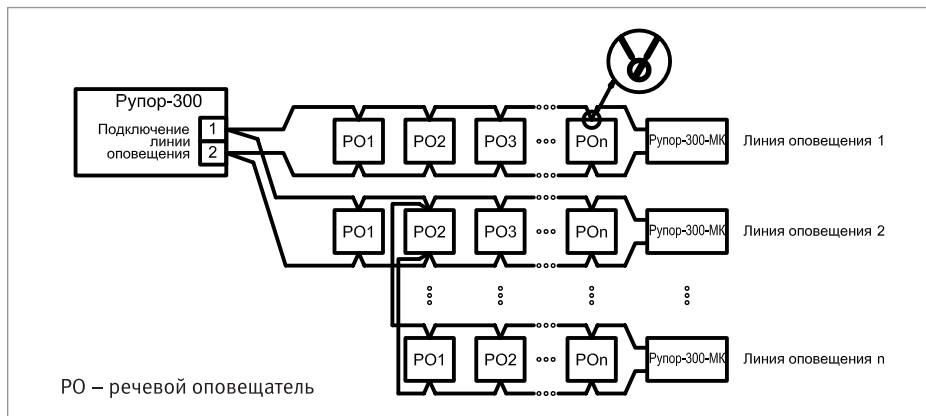 Рупор-300
Подключение
линии
оповещения
1
2
РО1 РО2 РО3 РОn Рупор-300-МК Линия оповещения 1
РО1 РО2 РО3 РОn Рупор-300-МК Линия оповещения 2
РО1 РО2 РОn Рупор-300-МК Линия оповещения n
РО – речевой оповещатель